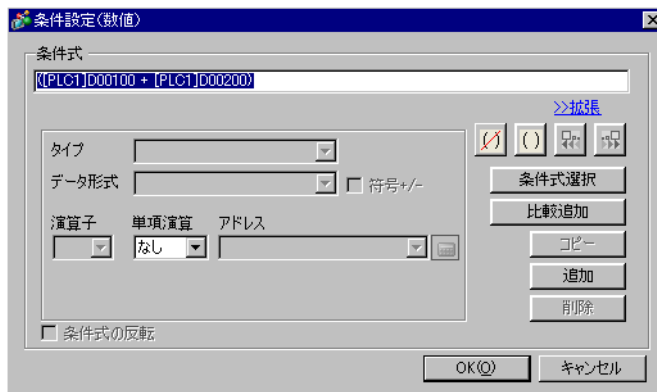 条件設定(数値)
条件式
([PLC1]D00100 + [PLC1]D00200)
>>拡張
タイプ
データ形式
符号+/-
条件式選択
演算子
単項演算
アドレス
比較追加
なし
コピー
追加
削除
条件式の反転
OK(O)
キャンセル